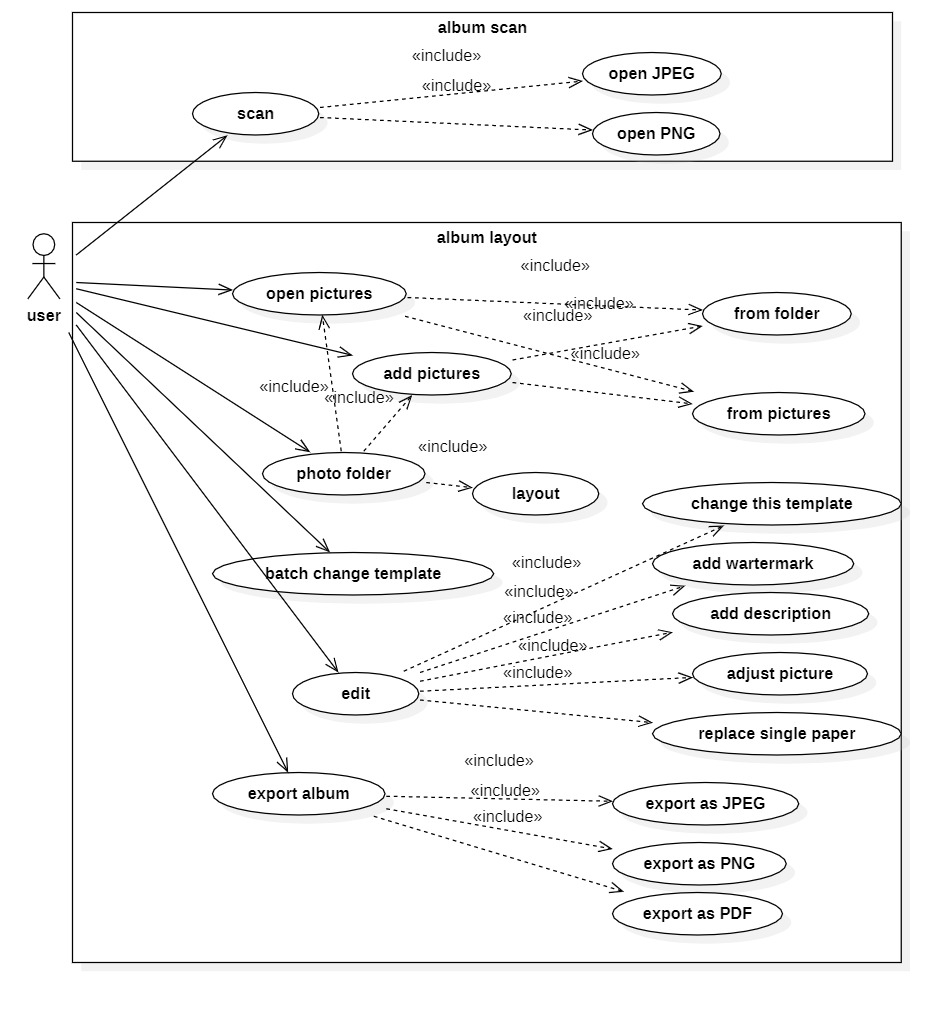 album scan
«include»
open JPEG
«include»
scan
open PNG
album layout
«include»
open pictures
«include»
from folder
user
«include»
«include»
add pictures
«include»
«include»
from pictures
«include»
photo folder
layout
change this template
«include»
add wartermark
batch change template
«include»
add description
«include»
«include»
adjust picture
«include»
edit
replace single paper
«include»
«include»
export album
export as JPEG
«include»
export as PNG
export as PDF